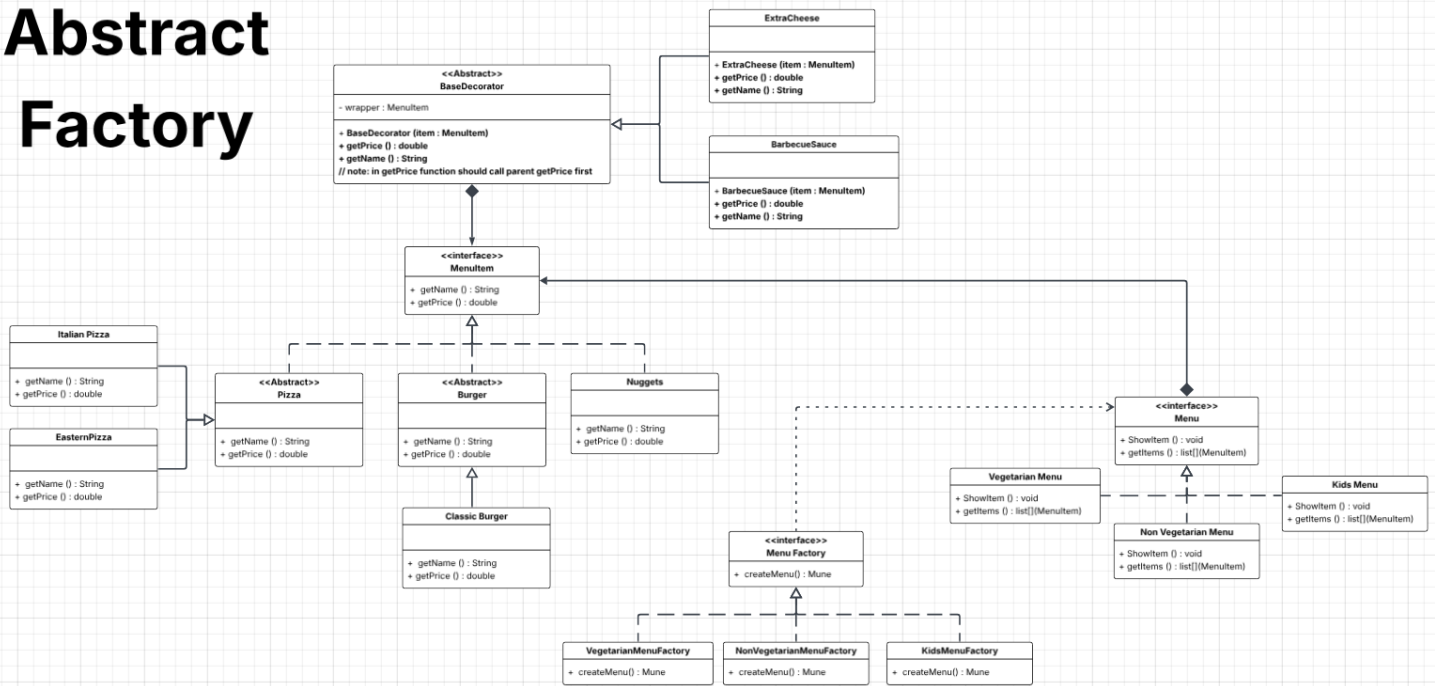 Abstract
Factory
ExtraCheese
+ ExtraCheese (item : MenuItem)
+ getPrice () : double
+ getName () : String
<<Abstract>>
BaseDecorator
- wrapper : MenuItem
+ BaseDecorator (item : MenuItem)
+ getPrice () : double
+ getName () : String
// note: in getPrice function should call parent getPrice first
BarbecueSauce
+ BarbecueSauce (item : MenuItem)
+ getPrice () : double
+ getName () : String
<<interface>>
MenuItem
+ getName () : String
+ getPrice () : double
Italian Pizza
+ getName () : String
+ getPrice () : double
EasternPizza
+ getName () : String
+ getPrice () : double
<<Abstract>>
Pizza
+ getName () : String
+ getPrice () : double
<<Abstract>>
Burger
+ getName () : String
+ getPrice () : double
Nuggets
+ getName () : String
+ getPrice () : double
Classic Burger
+ getName () : String
+ getPrice () : double
<<interface>>
Menu
+ ShowItem () : void
+ getItems () : list[](MenuItem)
Vegetarian Menu
+ ShowItem () : void
+ getItems () : list[](MenuItem)
Kids Menu
+ ShowItem () : void
+ getItems () : list[](MenuItem)
Non Vegetarian Menu
+ ShowItem () : void
+ getItems () : list[](MenuItem)
<<interface>>
Menu Factory
+ createMenu() : Mune
VegetarianMenuFactory
+ createMenu() : Mune
NonVegetarianMenuFactory
+ createMenu() : Mune
KidsMenuFactory
+ createMenu() : Mune